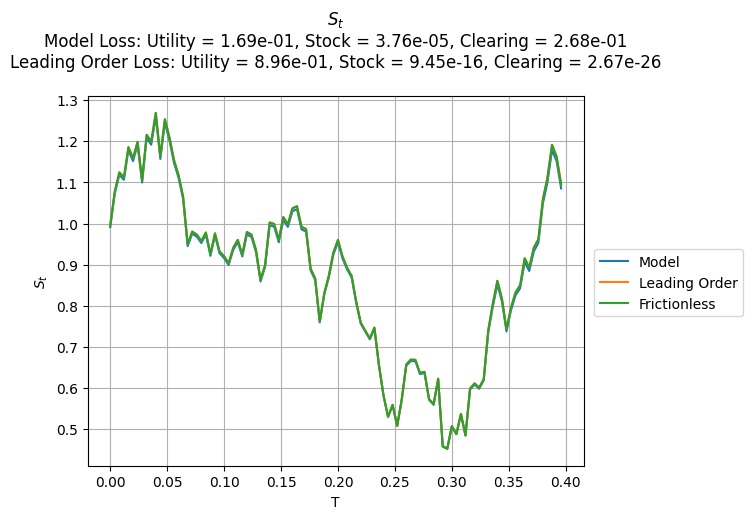 S_t
Model Loss: Utility = 1.69e-01, Stock = 3.76e-05, Clearing = 2.68e-01
Leading Order Loss: Utility = 8.96e-01, Stock = 9.45e-16, Clearing = 2.67e-26
1.3
1.2
1.1
1.0
0.9
0.8
0.7
0.6
0.5
S_t
0.00 0.05 0.10 0.15 0.20 0.25 0.30 0.35 0.40
T
Model
Leading Order
Frictionless